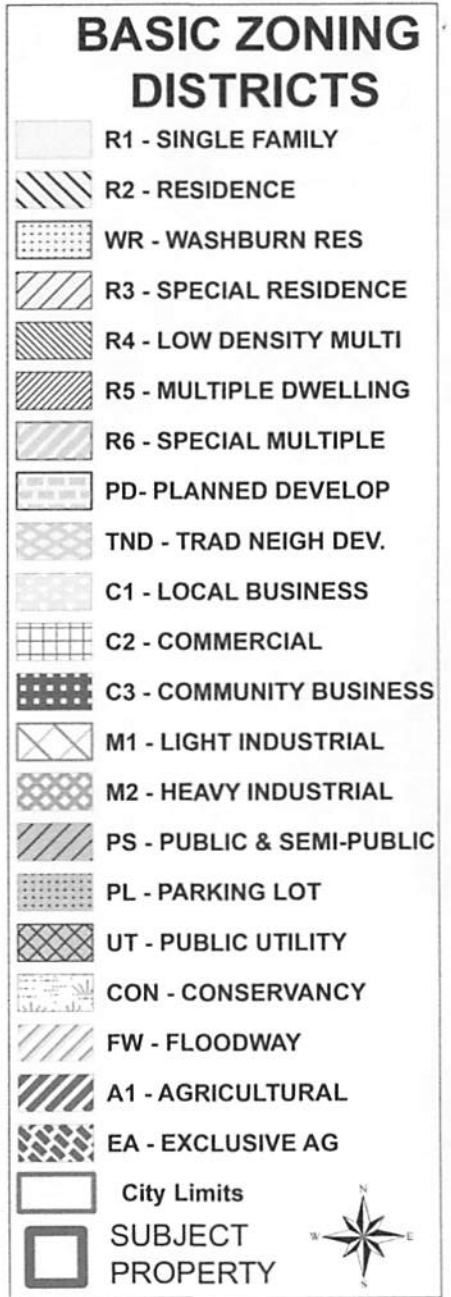 BASIC ZONING
DISTRICTS
R1 - SINGLE FAMILY
R2 - RESIDENCE
WR - WASHBURN RES
R3 - SPECIAL RESIDENCE
R4 - LOW DENSITY MULTI
R5 - MULTIPLE DWELLING
R6 - SPECIAL MULTIPLE
PD- PLANNED DEVELOP
TND - TRAD NEIGH DEV.
C1 - LOCAL BUSINESS
C2 - COMMERCIAL
C3 - COMMUNITY BUSINESS
M1 - LIGHT INDUSTRIAL
M2 - HEAVY INDUSTRIAL
PS - PUBLIC & SEMI-PUBLIC
PL - PARKING LOT
UT - PUBLIC UTILITY
CON - CONSERVANCY
FW - FLOODWAY
A1 - AGRICULTURAL
EA - EXCLUSIVE AG
City Limits
SUBJECT
PROPERTY
N
W E
S